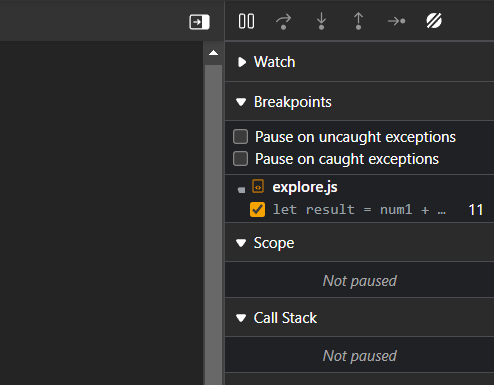 Watch
Breakpoints
Pause on uncaught exceptions
Pause on caught exceptions
explore.js
let result = num1 + … 11
Scope
Not paused
Call Stack
Not paused